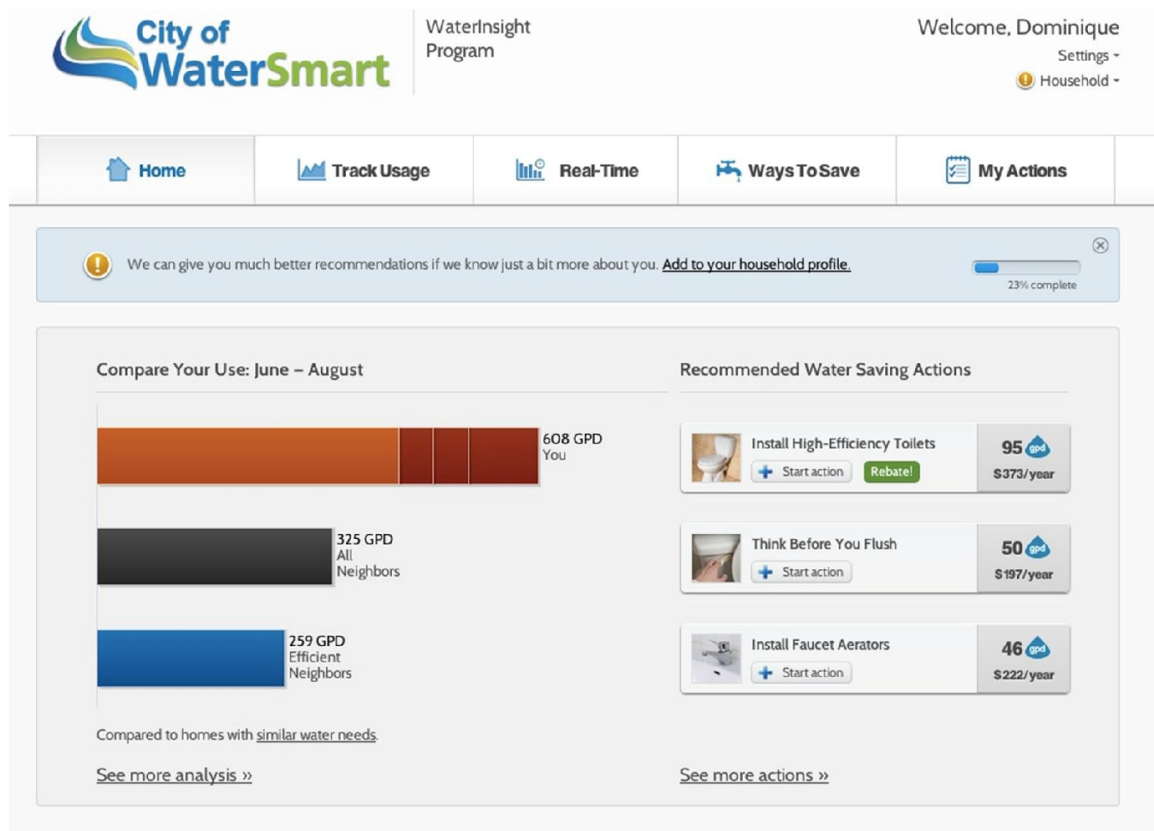 City of
WaterSmart
WaterInsight
Program
Welcome, Dominique
Settings
Household
Home
Track Usage
Real-Time
Ways To Save
My Actions
We can give you much better recommendations if we know just a bit more about you. Add to your household profile.
23% complete
Compare Your Use: June – August
608 GPD
You
325 GPD
All
Neighbors
259 GPD
Efficient
Neighbors
Compared to homes with similar water needs.
See more analysis »
Recommended Water Saving Actions
Install High-Efficiency Toilets
Start action
Rebate!
95 gpd
$373/year
Think Before You Flush
Start action
50 gpd
$197/year
Install Faucet Aerators
Start action
46 gpd
$222/year
See more actions »